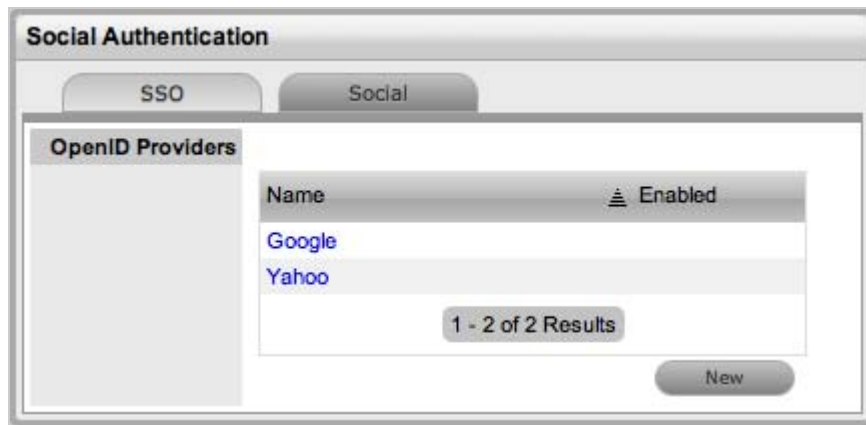 Social Authentication
SSO Social
OpenID Providers
Name Enabled
Google
Yahoo
1 - 2 of 2 Results
New